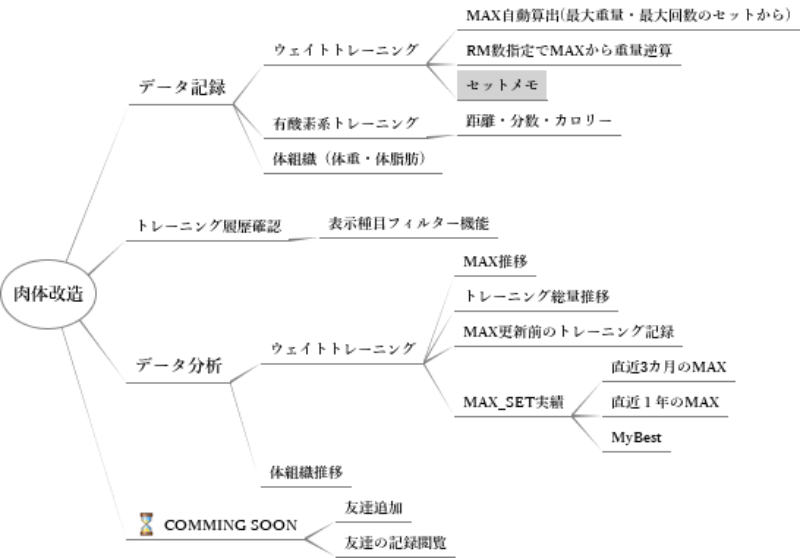 肉体改造
データ記録
ウェイトトレーニング
MAX自動算出(最大重量・最大回数のセットから)
RM数指定でMAXから重量逆算
セットメモ
有酸素系トレーニング
距離・分数・カロリー
体組織（体重・体脂肪）
トレーニング履歴確認
表示種目フィルター機能
データ分析
ウェイトトレーニング
MAX推移
トレーニング総量推移
MAX更新前のトレーニング記録
MAX_SET実績
直近3カ月のMAX
直近１年のMAX
MyBest
体組織推移
COMMING SOON
友達追加
友達の記録閲覧